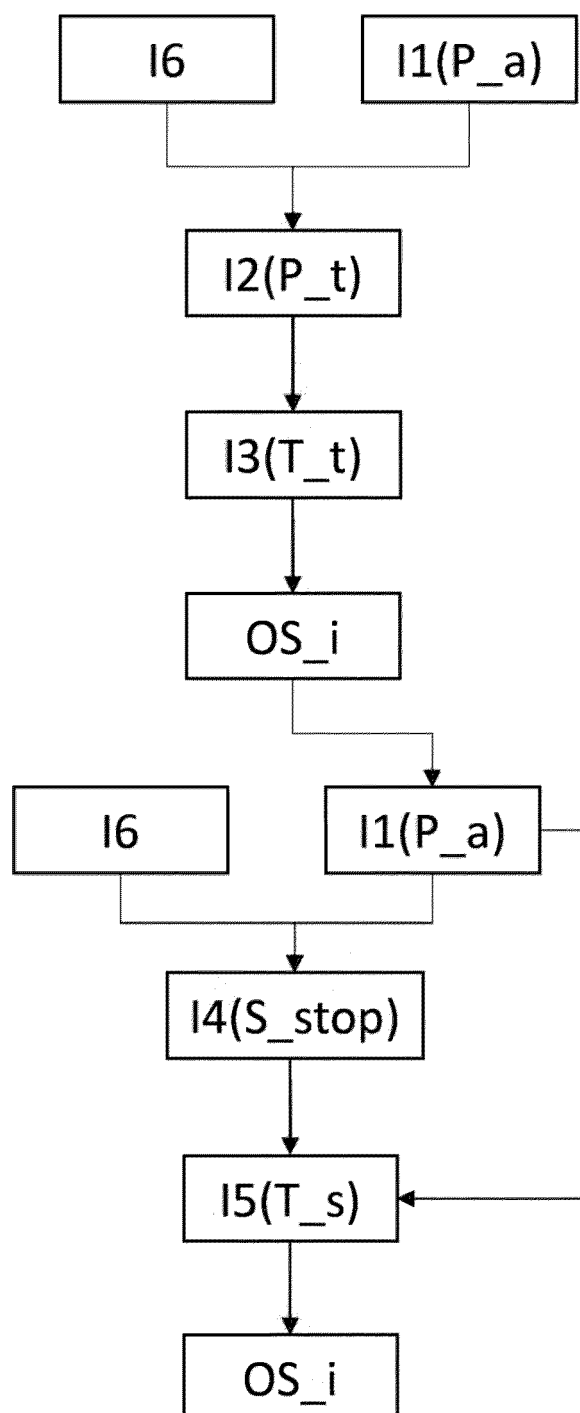 I6
I1(P_a)
I2(P_t)
I3(T_t)
OS_i
I6
I1(P_a)
I4(S_stop)
I5(T_s)
OS_i